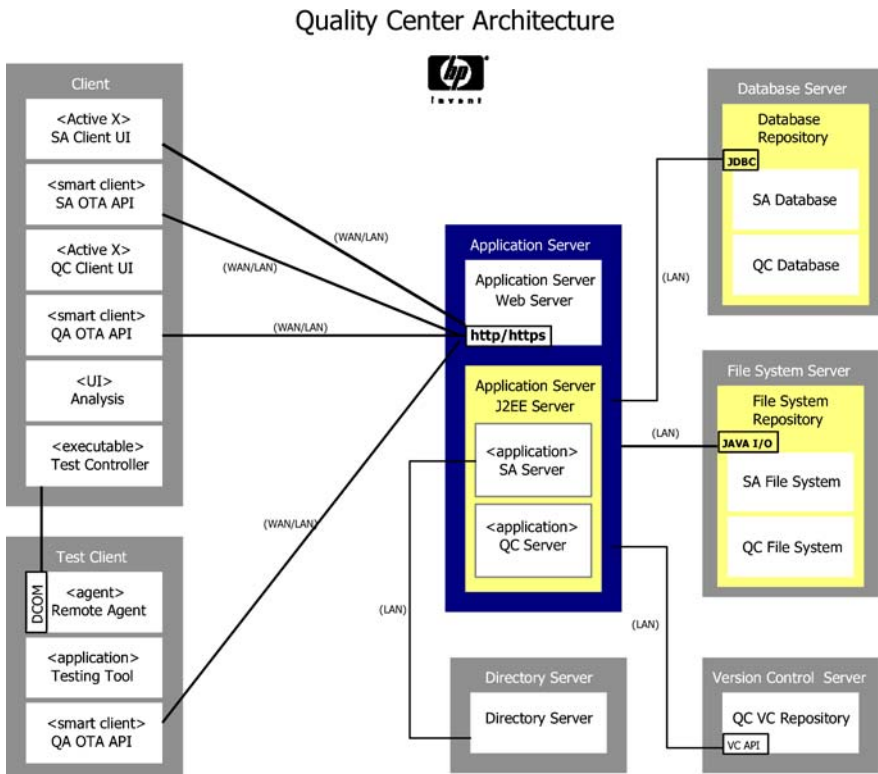 Quality Center Architecture
hp
invent
Client
<Active X>
SA Client UI
<smart client>
SA OTA API
<Active X>
QC Client UI
<smart client>
QA OTA API
<UI>
Analysis
<executable>
Test Controller
Test Client
DCOM
<agent>
Remote Agent
<application>
Testing Tool
<smart client>
QA OTA API
(WAN/LAN)
(WAN/LAN)
(WAN/LAN)
(WAN/LAN)
Application Server
Application Server
Web Server
http/https
Application Server
J2EE Server
<application>
SA Server
<application>
QC Server
(LAN)
(LAN)
(LAN)
(LAN)
Directory Server
Directory Server
Database Server
Database
Repository
JDBC
SA Database
QC Database
File System Server
File System
Repository
JAVA I/O
SA File System
QC File System
Version Control Server
QC VC Repository
VC API